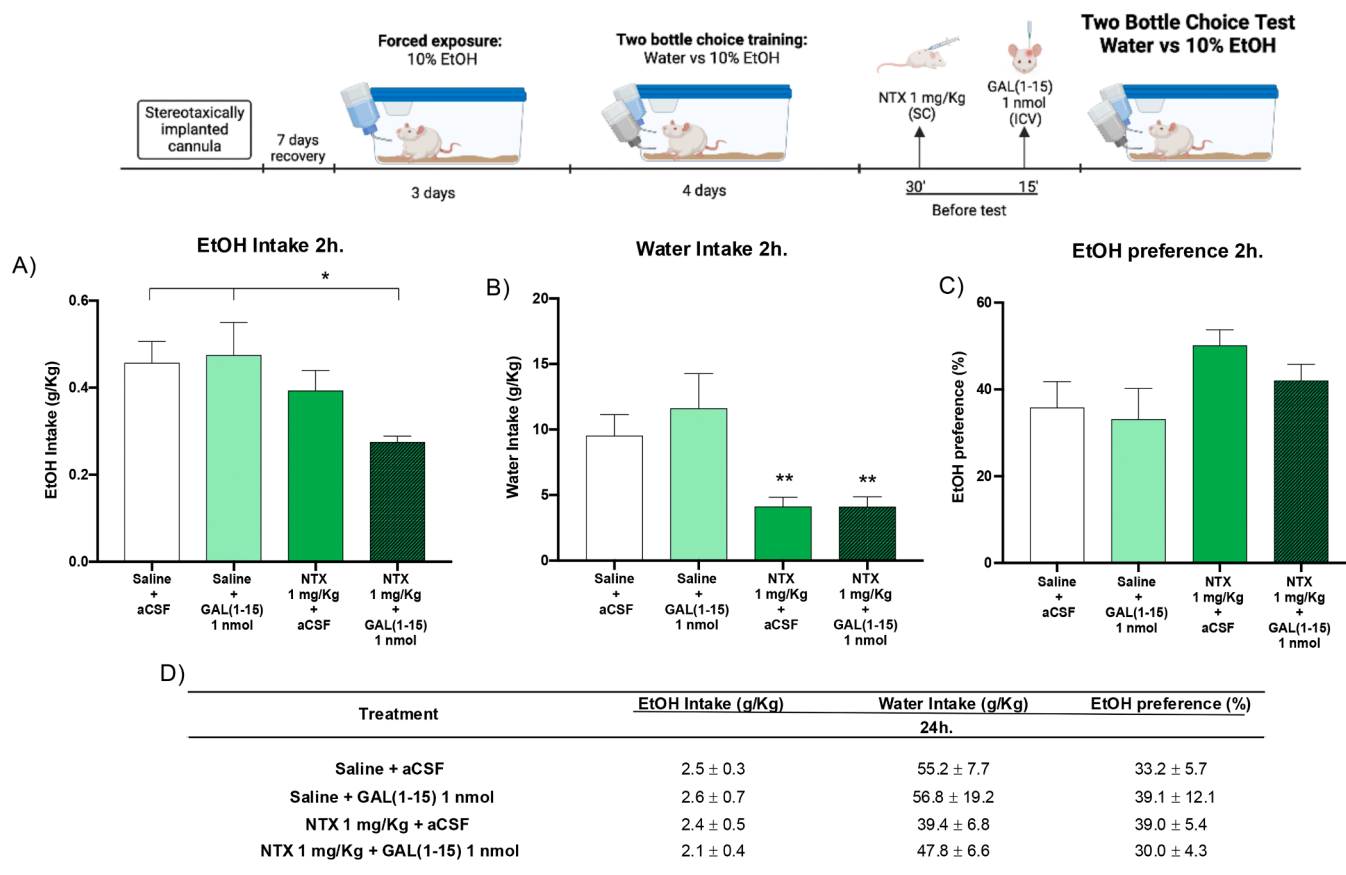 Forced exposure:
10% EtOH
Two bottle choice training:
Water vs 10% EtOH
Two Bottle Choice Test
Water vs 10% EtOH
Stereotaxically
implanted
cannula
7 days
recovery
NTX 1 mg/Kg
(SC)
GAL(1-15)
1 nmol
(ICV)
3 days
4 days
30'
15'
Before test
A)
EtOH Intake 2h.
*
EtOH Intake (g/Kg)
0.6
0.4
0.2
0.0
Saline
+
aCSF
Saline
+
GAL(1-15)
1 nmol
NTX
1 mg/Kg
+
aCSF
NTX
1 mg/Kg
+
GAL(1-15)
1 nmol
B)
Water Intake 2h.
Water Intake (g/Kg)
20
15
10
5
0
**
**
Saline
+
aCSF
Saline
+
GAL(1-15)
1 nmol
NTX
1 mg/Kg
+
aCSF
NTX
1 mg/Kg
+
GAL(1-15)
1 nmol
C)
EtOH preference 2h.
EtOH preference (%)
60
40
20
0
Saline
+
aCSF
Saline
+
GAL(1-15)
1 nmol
NTX
1 mg/Kg
+
aCSF
NTX
1 mg/Kg
+
GAL(1-15)
1 nmol
D)
Treatment EtOH Intake (g/Kg) Water Intake (g/Kg) EtOH preference (%)
24h.
Saline + aCSF 2.5 ± 0.3 55.2 ± 7.7 33.2 ± 5.7
Saline + GAL(1-15) 1 nmol 2.6 ± 0.7 56.8 ± 19.2 39.1 ± 12.1
NTX 1 mg/Kg + aCSF 2.4 ± 0.5 39.4 ± 6.8 39.0 ± 5.4
NTX 1 mg/Kg + GAL(1-15) 1 nmol 2.1 ± 0.4 47.8 ± 6.6 30.0 ± 4.3